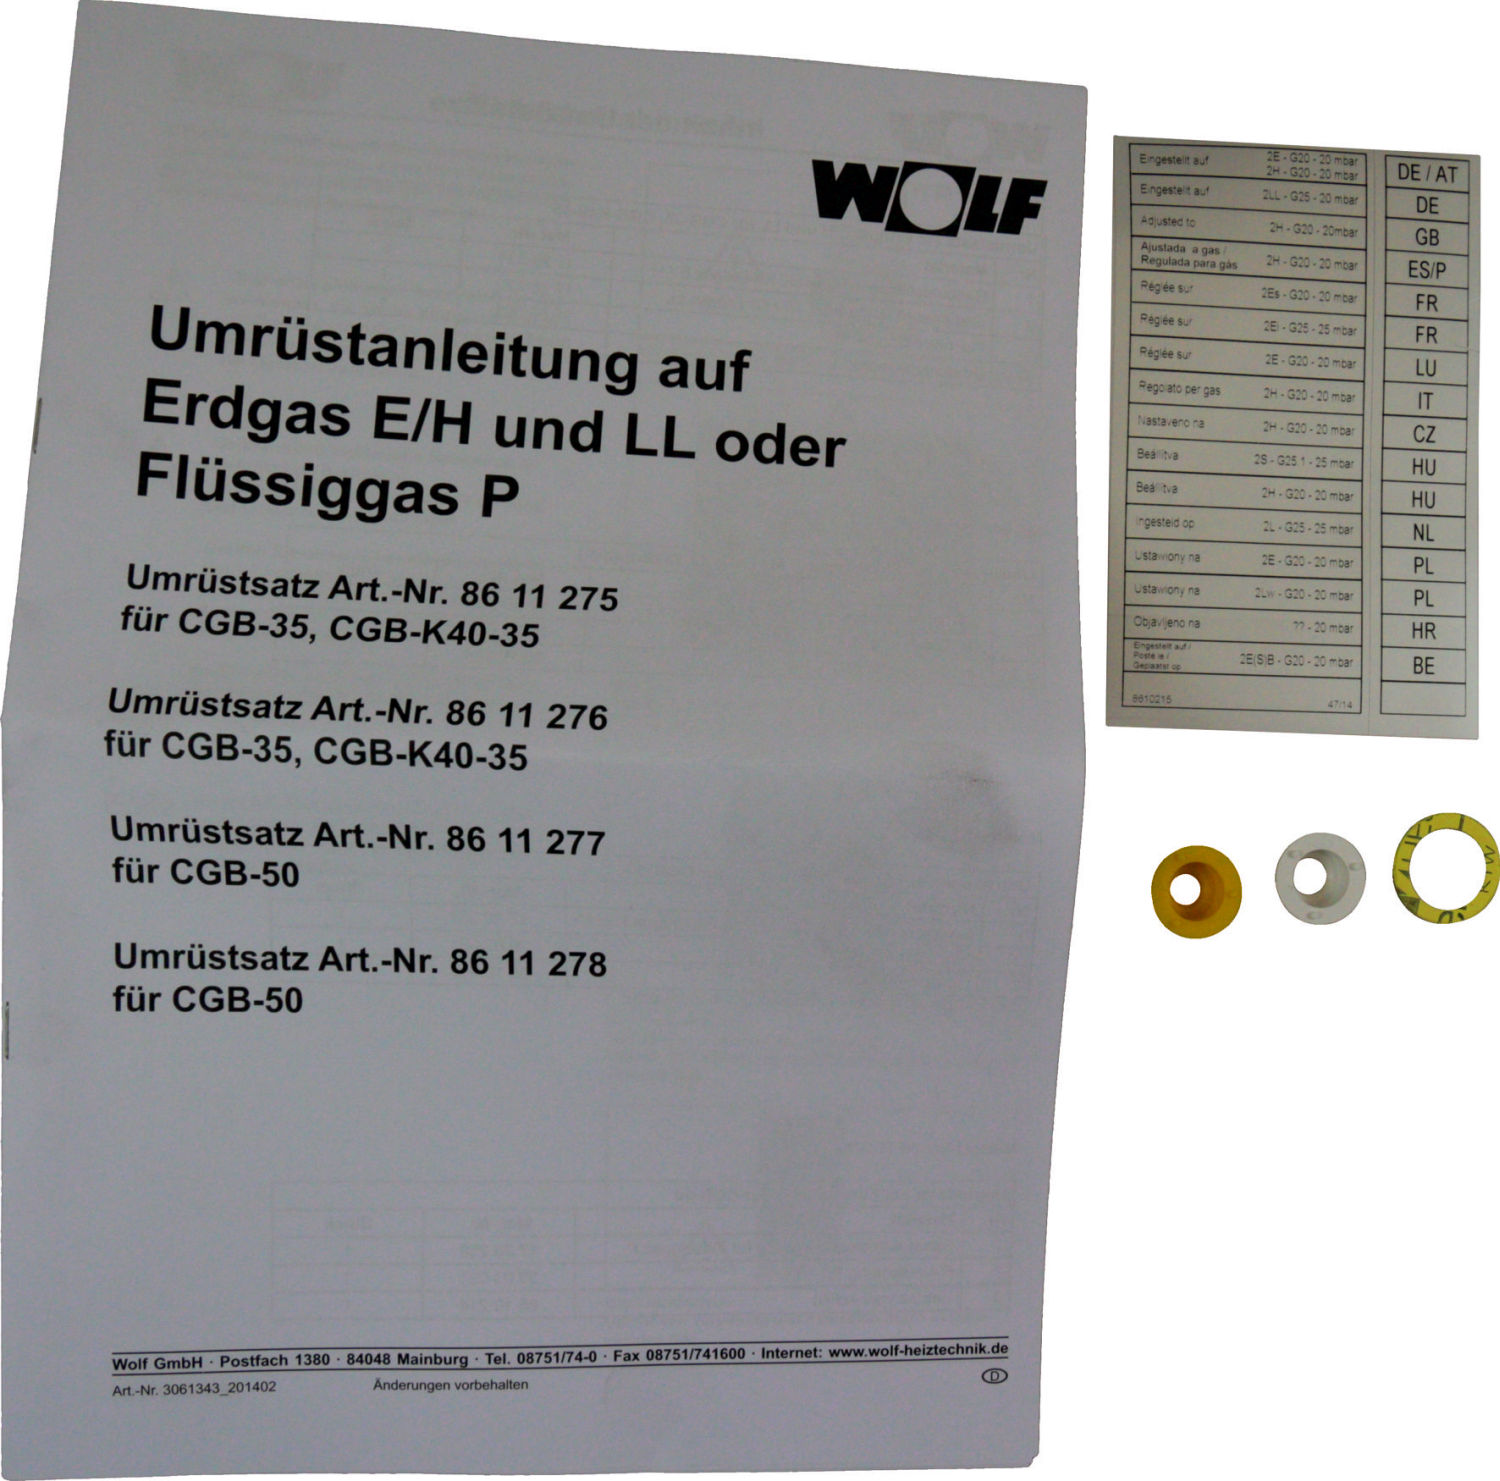 WOLF
Umrüstanleitung auf
Erdgas E/H und LL oder
Flüssiggas P
Umrüstsatz Art.-Nr. 86 11 275
für CGB-35, CGB-K40-35
Umrüstsatz Art.-Nr. 86 11 276
für CGB-35, CGB-K40-35
Umrüstsatz Art.-Nr. 86 11 277
für CGB-50
Umrüstsatz Art.-Nr. 86 11 278
für CGB-50
Wolf GmbH · Postfach 1380 · 84048 Mainburg · Tel. 08751/74-0 · Fax 08751/741600 · Internet: www.wolf-heiztechnik.de
Art.-Nr. 3061343_201402 Änderungen vorbehalten D
Eingestellt auf 2E - G20 - 20 mbar DE / AT
2H - G20 - 20 mbar
Eingestellt auf 2LL - G25 - 20 mbar DE
Adjusted to 2H - G20 - 20mbar GB
Ajustada a gas /
Regulada para gás 2H - G20 - 20 mbar ES/P
Réglée sur 2Es - G20 - 20 mbar FR
Réglée sur 2Ei - G25 - 25 mbar FR
Réglée sur 2E - G20 - 20 mbar LU
Regolato per gas 2H - G20 - 20 mbar IT
Nastaveno na 2H - G20 - 20 mbar CZ
Beállítva 2S - G25.1 - 25 mbar HU
Beállítva 2H - G20 - 20 mbar HU
Ingesteld op 2L - G25 - 25 mbar NL
Ustawiony na 2E - G20 - 20 mbar PL
Ustawiony na 2Lw - G20 - 20 mbar PL
Objavljeno na ?? - 20 mbar HR
Eingestellt auf /
Poste le /
Geplaatst op 2E(S)B - G20 - 20 mbar BE
8610215 47/14